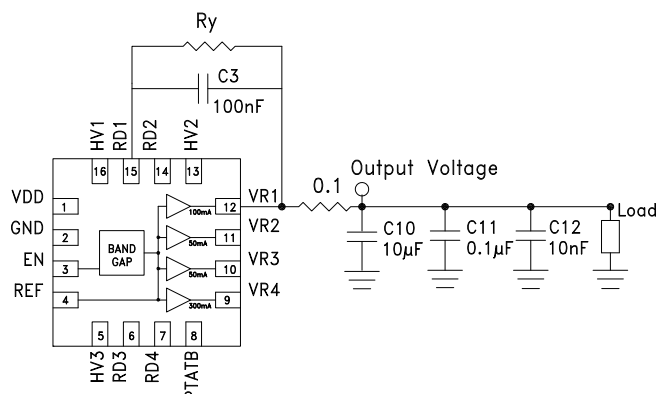 Ry
C3
100nF
HV1
RD1
RD2
HV2
16
15
14
13
Output Voltage
0.1
VDD
1
100mA
12
VR1
Load
GND
2
50mA
11
VR2
C10
10μF
C11
0.1μF
C12
10nF
EN
3
BAND
GAP
50mA
10
VR3
REF
4
300mA
9
VR4
5
6
7
8
HV3
RD3
RD4
PTATB